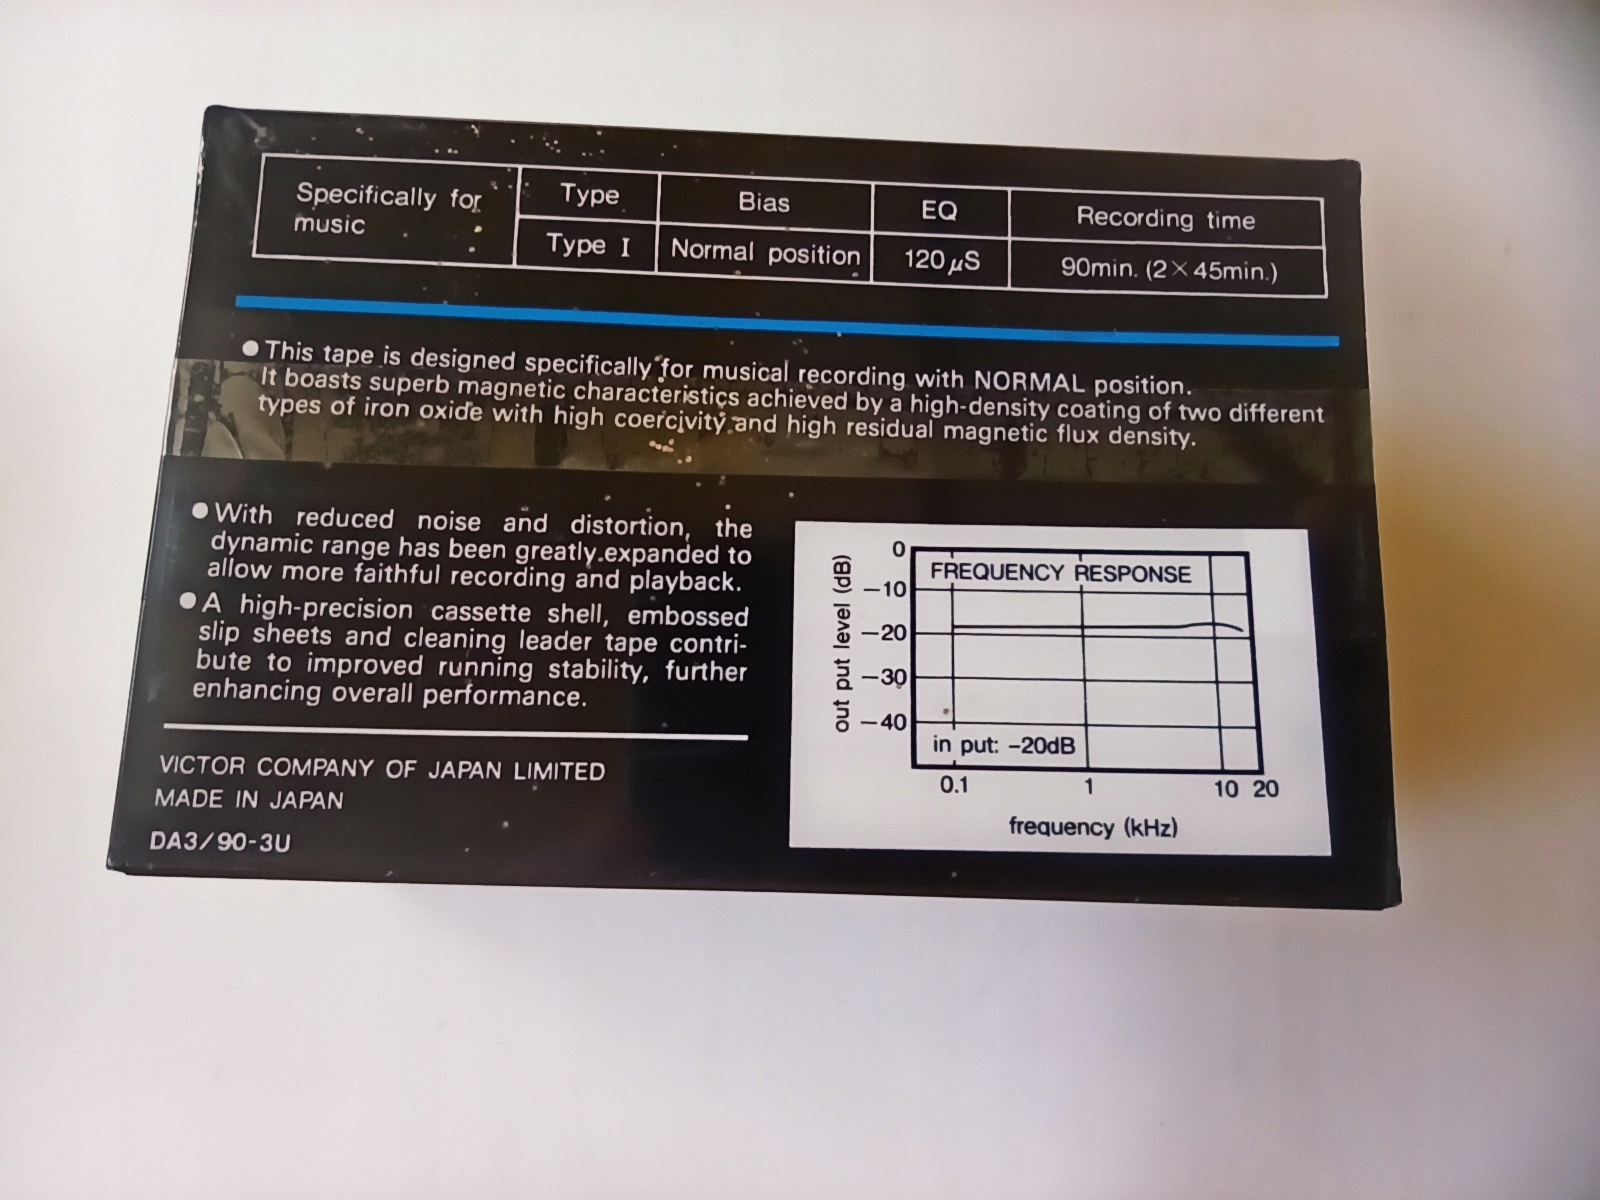 Specifically for
music
Type
Bias
EQ
Recording time
Type I
Normal position
120μS
90min. (2×45min.)
● This tape is designed specifically for musical recording with NORMAL position.
It boasts superb magnetic characteristics achieved by a high-density coating of two different
types of iron oxide with high coercivity and high residual magnetic flux density.
● With reduced noise and distortion, the
dynamic range has been greatly expanded to
allow more faithful recording and playback.
● A high-precision cassette shell, embossed
slip sheets and cleaning leader tape contri-
bute to improved running stability, further
enhancing overall performance.
VICTOR COMPANY OF JAPAN LIMITED
MADE IN JAPAN
DA3/90-3U
FREQUENCY RESPONSE
out put level (dB)
0
-10
-20
-30
-40
in put: -20dB
0.1
1
10
20
frequency (kHz)